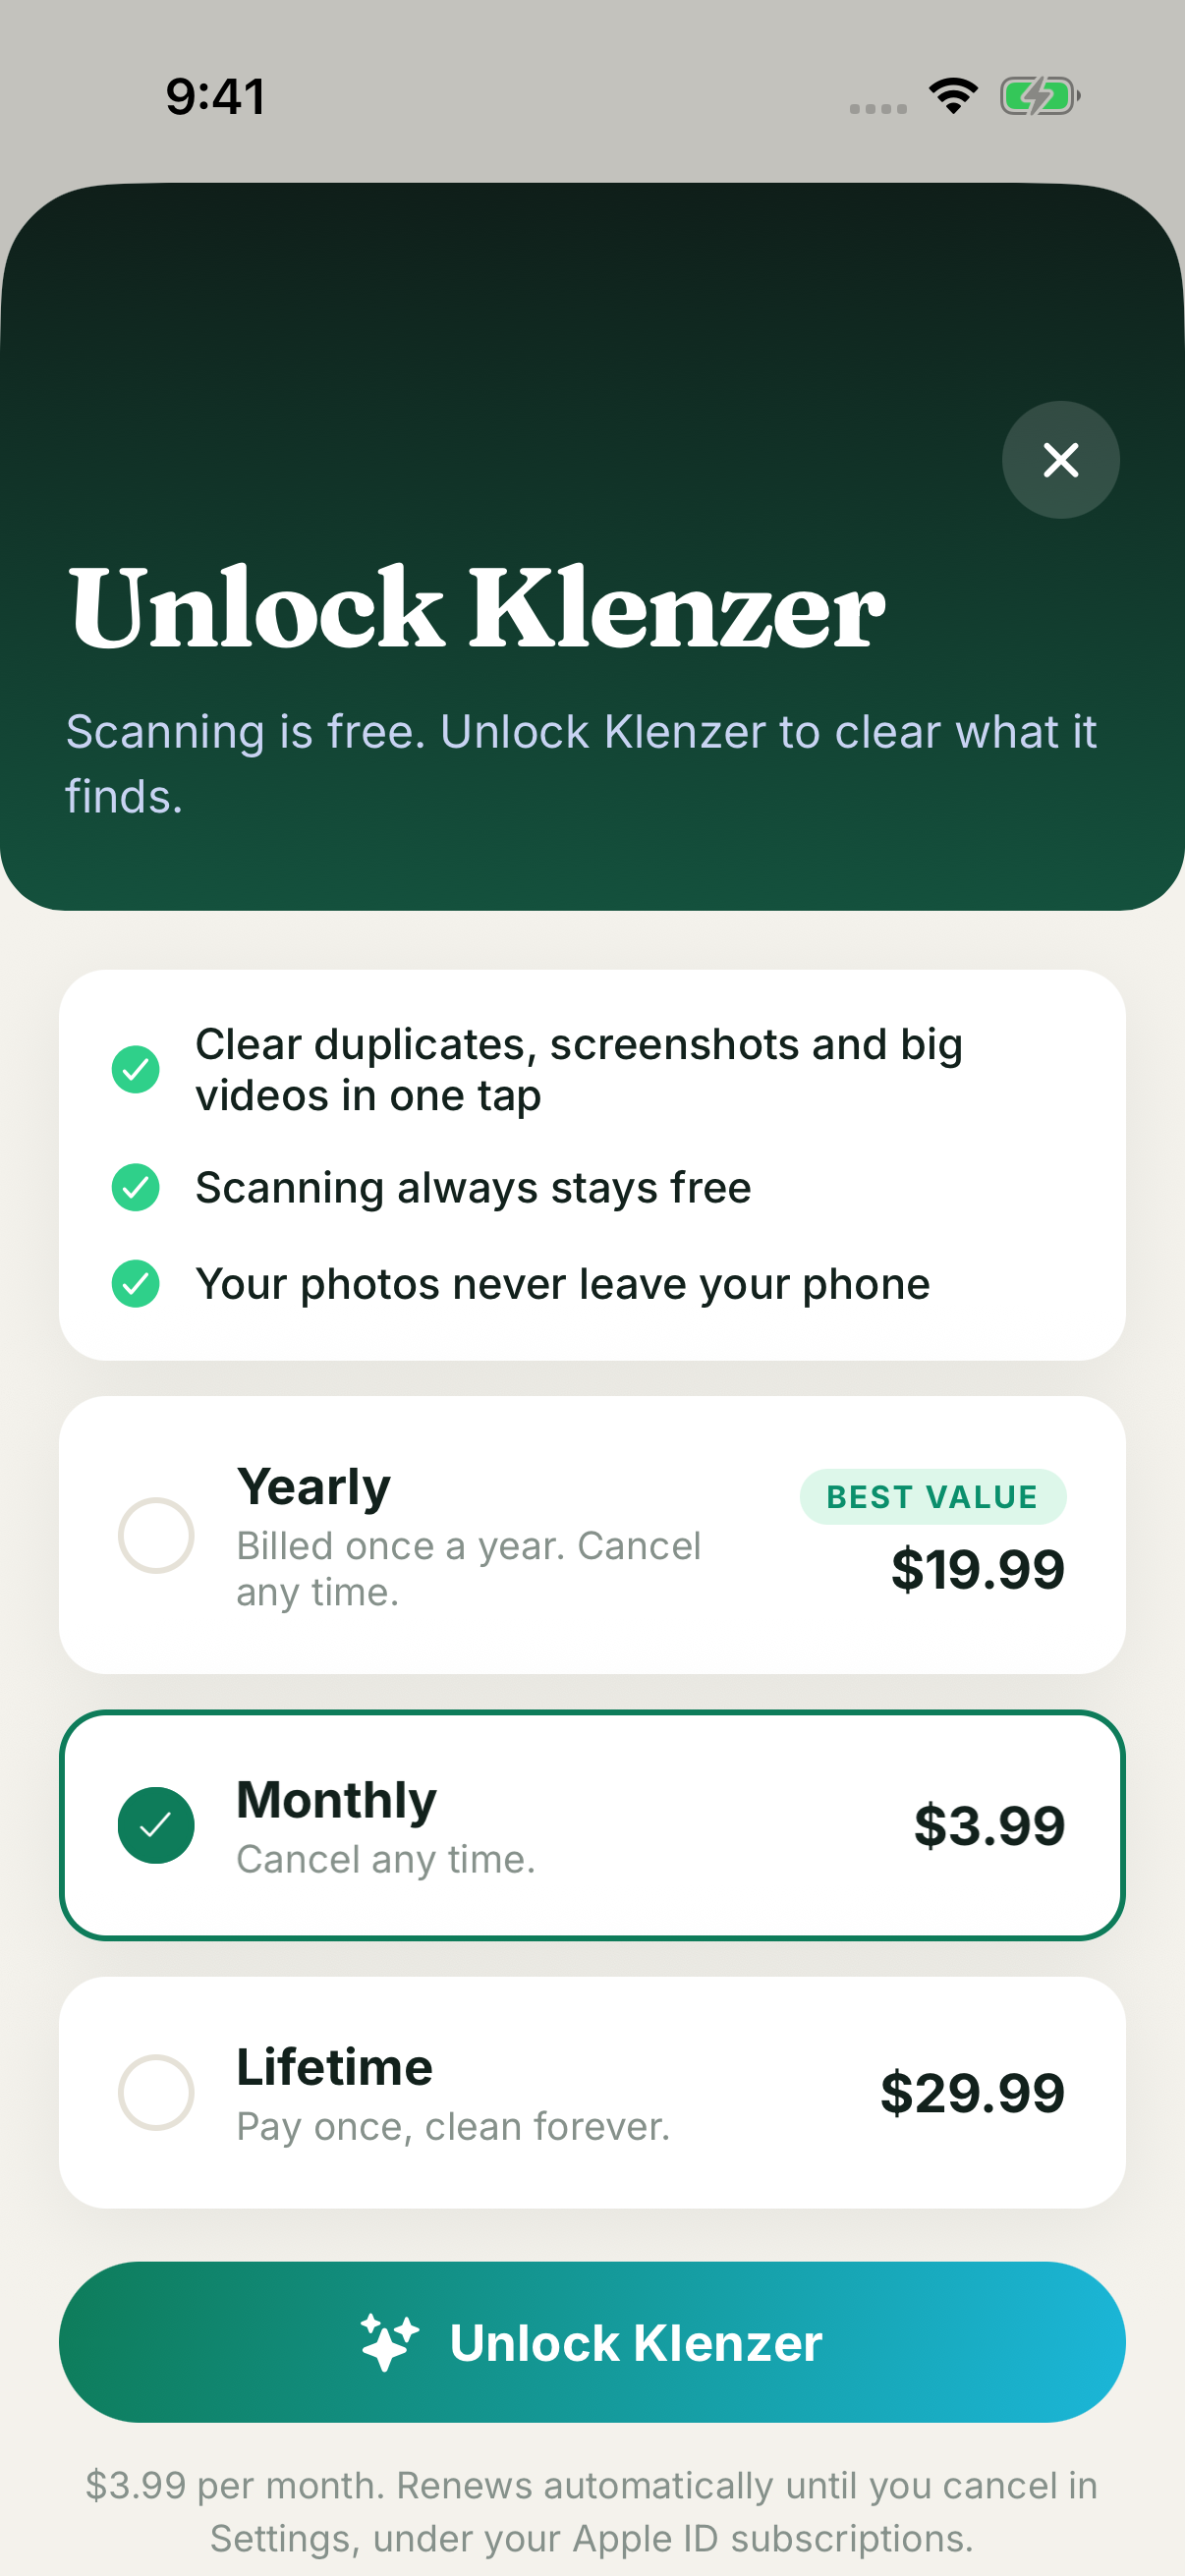 9:41
Unlock Klenzer
Scanning is free. Unlock Klenzer to clear what it
finds.
Clear duplicates, screenshots and big
videos in one tap
Scanning always stays free
Your photos never leave your phone
Yearly
Billed once a year. Cancel
any time.
BEST VALUE
$19.99
Monthly
Cancel any time.
$3.99
Lifetime
Pay once, clean forever.
$29.99
Unlock Klenzer
$3.99 per month. Renews automatically until you cancel in
Settings, under your Apple ID subscriptions.